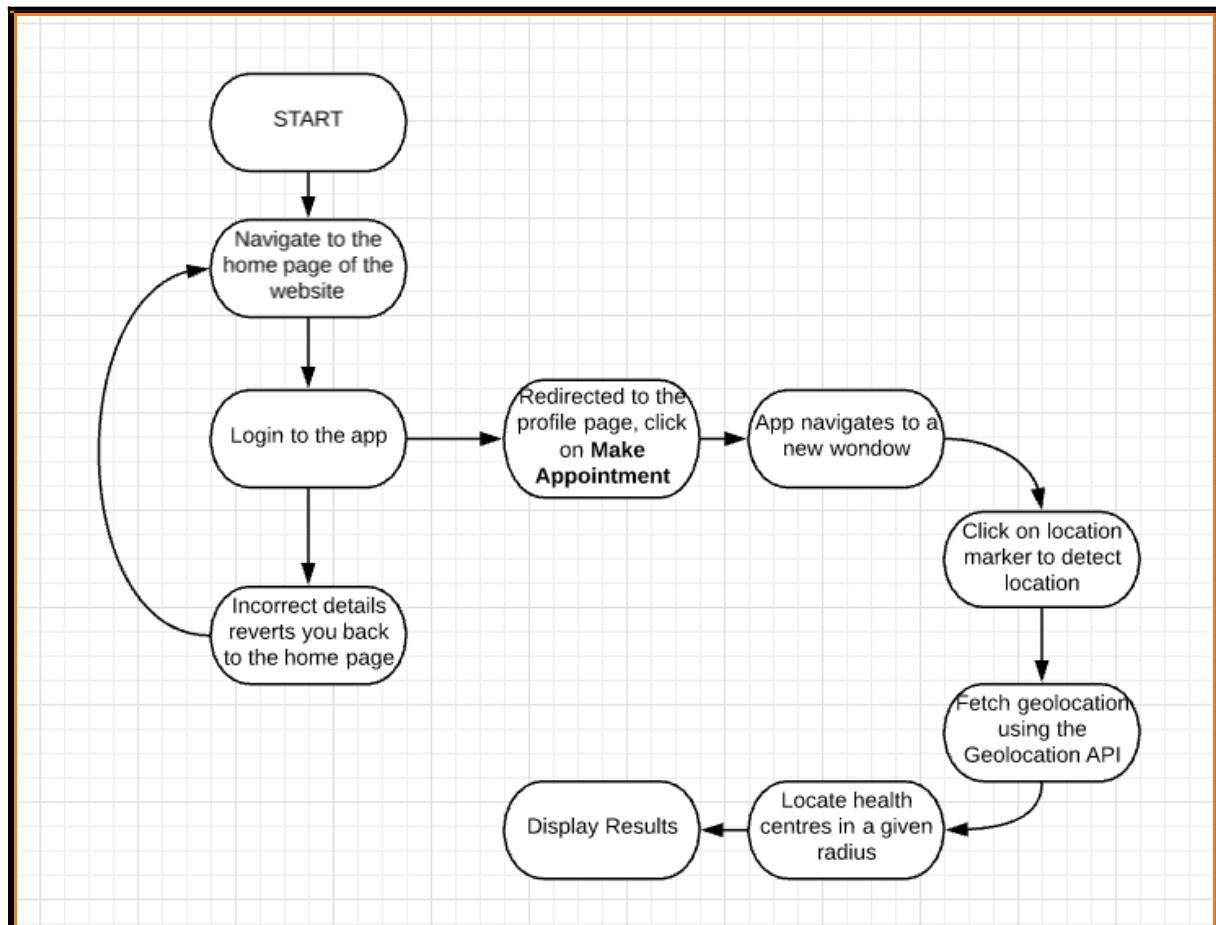 START
Navigate to the
home page of the
website
Login to the app
Incorrect details
reverts you back
to the home page
Redirected to the
profile page, click
on Make
Appointment
App navigates to a
new wondow
Click on location
marker to detect
location
Fetch geolocation
using the
Geolocation API
Locate health
centres in a given
radius
Display Results